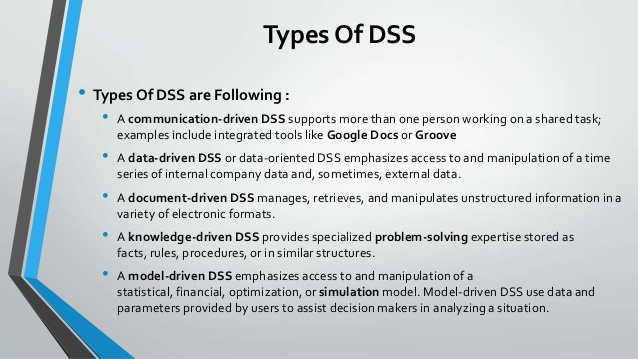 Types Of DSS
• Types Of DSS are Following :
• A communication-driven DSS supports more than one person working on a shared task;
examples include integrated tools like Google Docs or Groove
• A data-driven DSS or data-oriented DSS emphasizes access to and manipulation of a time
series of internal company data and, sometimes, external data.
• A document-driven DSS manages, retrieves, and manipulates unstructured information in a
variety of electronic formats.
• A knowledge-driven DSS provides specialized problem-solving expertise stored as
facts, rules, procedures, or in similar structures.
• A model-driven DSS emphasizes access to and manipulation of a
statistical, financial, optimization, or simulation model. Model-driven DSS use data and
parameters provided by users to assist decision makers in analyzing a situation.